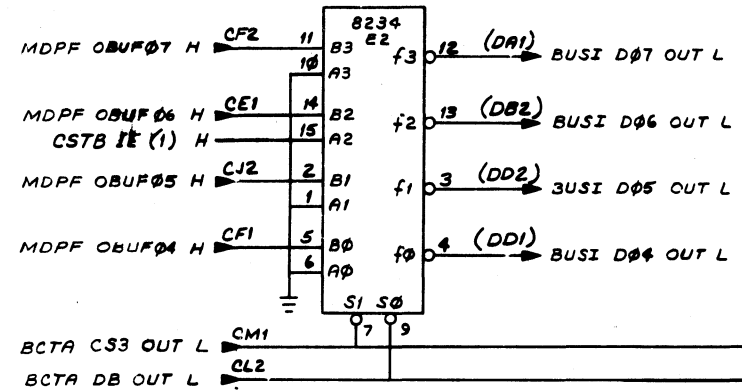 8234
E2
MDPF OBUFØ7 H CF2 11 B3 f3 12 (DA1) BUSI DØ7 OUT L
1Ø A3
MDPF OBUFØ6 H CE1 14 B2 f2 13 (DB2) BUSI DØ6 OUT L
CSTB IE (1) H 15 A2
MDPF OBUFØ5 H CJ2 2 B1 f1 3 (DD2) BUSI DØ5 OUT L
1 A1
MDPF OBUFØ4 H CF1 5 BØ fØ 4 (DD1) BUSI DØ4 OUT L
6 AØ
S1 SØ
7 9
BCTA CS3 OUT L CM1
BCTA DB OUT L CL2